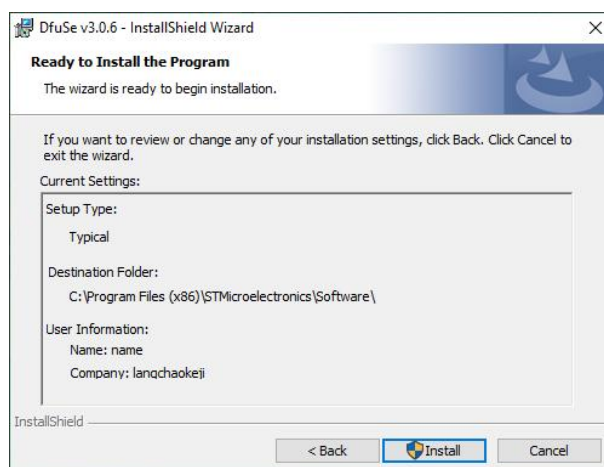 DfuSe v3.0.6 - InstallShield Wizard
Ready to Install the Program
The wizard is ready to begin installation.
If you want to review or change any of your installation settings, click Back. Click Cancel to
exit the wizard.
Current Settings:
Setup Type:
Typical
Destination Folder:
C:\Program Files (x86)\STMicroelectronics\Software\
User Information:
Name: name
Company: langchaokeji
InstallShield
< Back
Install
Cancel